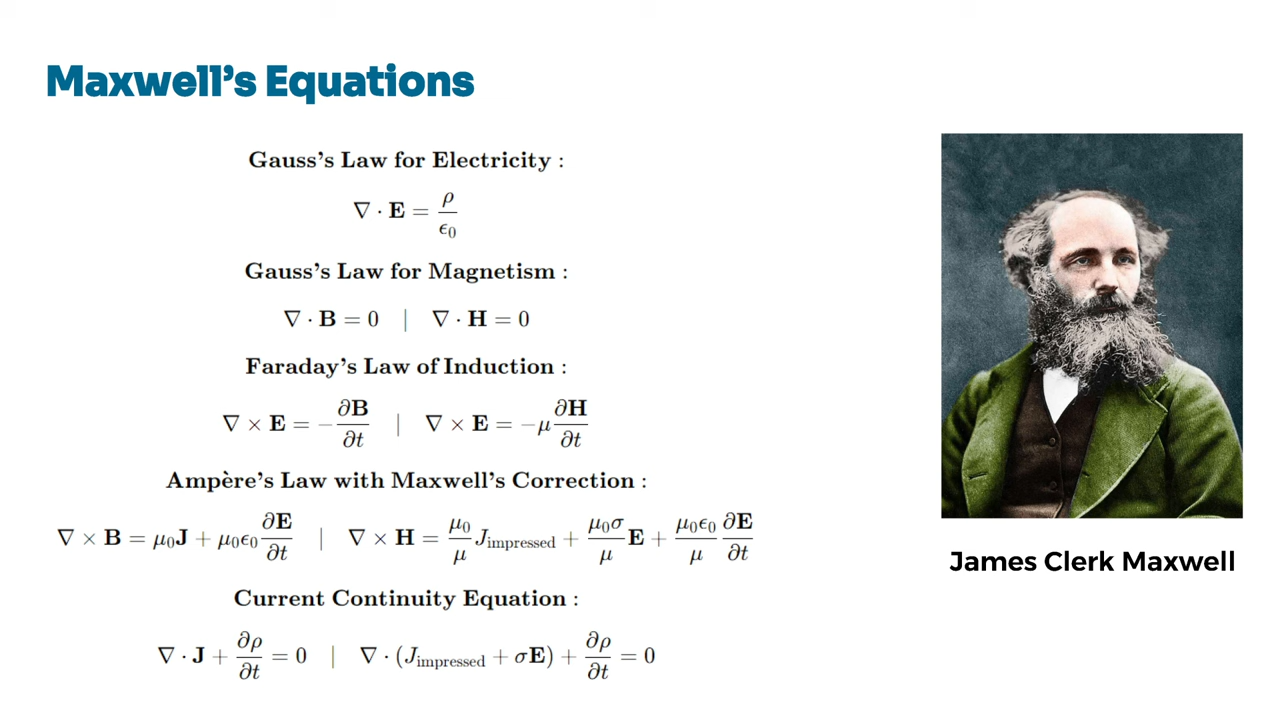 Maxwell's Equations
Gauss's Law for Electricity :
∇ · E = ρ/ϵ₀
Gauss's Law for Magnetism :
∇ · B = 0 | ∇ · H = 0
Faraday's Law of Induction :
∇ × E = −∂B/∂t | ∇ × E = −μ ∂H/∂t
Ampère's Law with Maxwell's Correction :
∇ × B = μ₀J + μ₀ϵ₀ ∂E/∂t | ∇ × H = μ₀/μ J_impressed + μ₀σ/μ E + μ₀ϵ₀/μ ∂E/∂t
Current Continuity Equation :
∇ · J + ∂ρ/∂t = 0 | ∇ · (J_impressed + σE) + ∂ρ/∂t = 0
James Clerk Maxwell